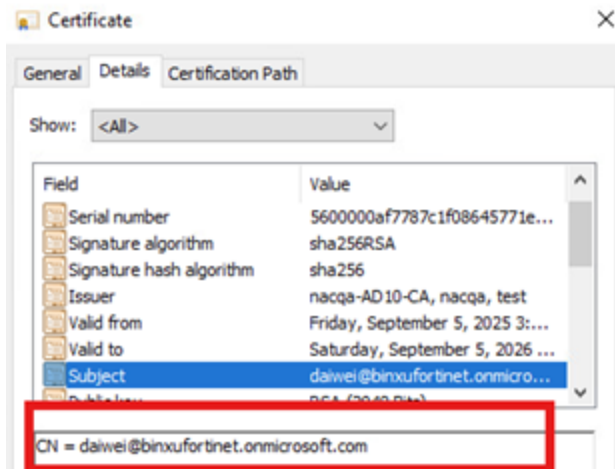 Certificate
General Details Certification Path
Show: <All>
Field Value
Serial number 5600000af7787c1f08645771e...
Signature algorithm sha256RSA
Signature hash algorithm sha256
Issuer nacqa-AD10-CA, nacqa, test
Valid from Friday, September 5, 2025 3:...
Valid to Saturday, September 5, 2026 ...
Subject daiwei@binxufortinet.onmicro...
CN = daiwei@binxufortinet.onmicrosoft.com